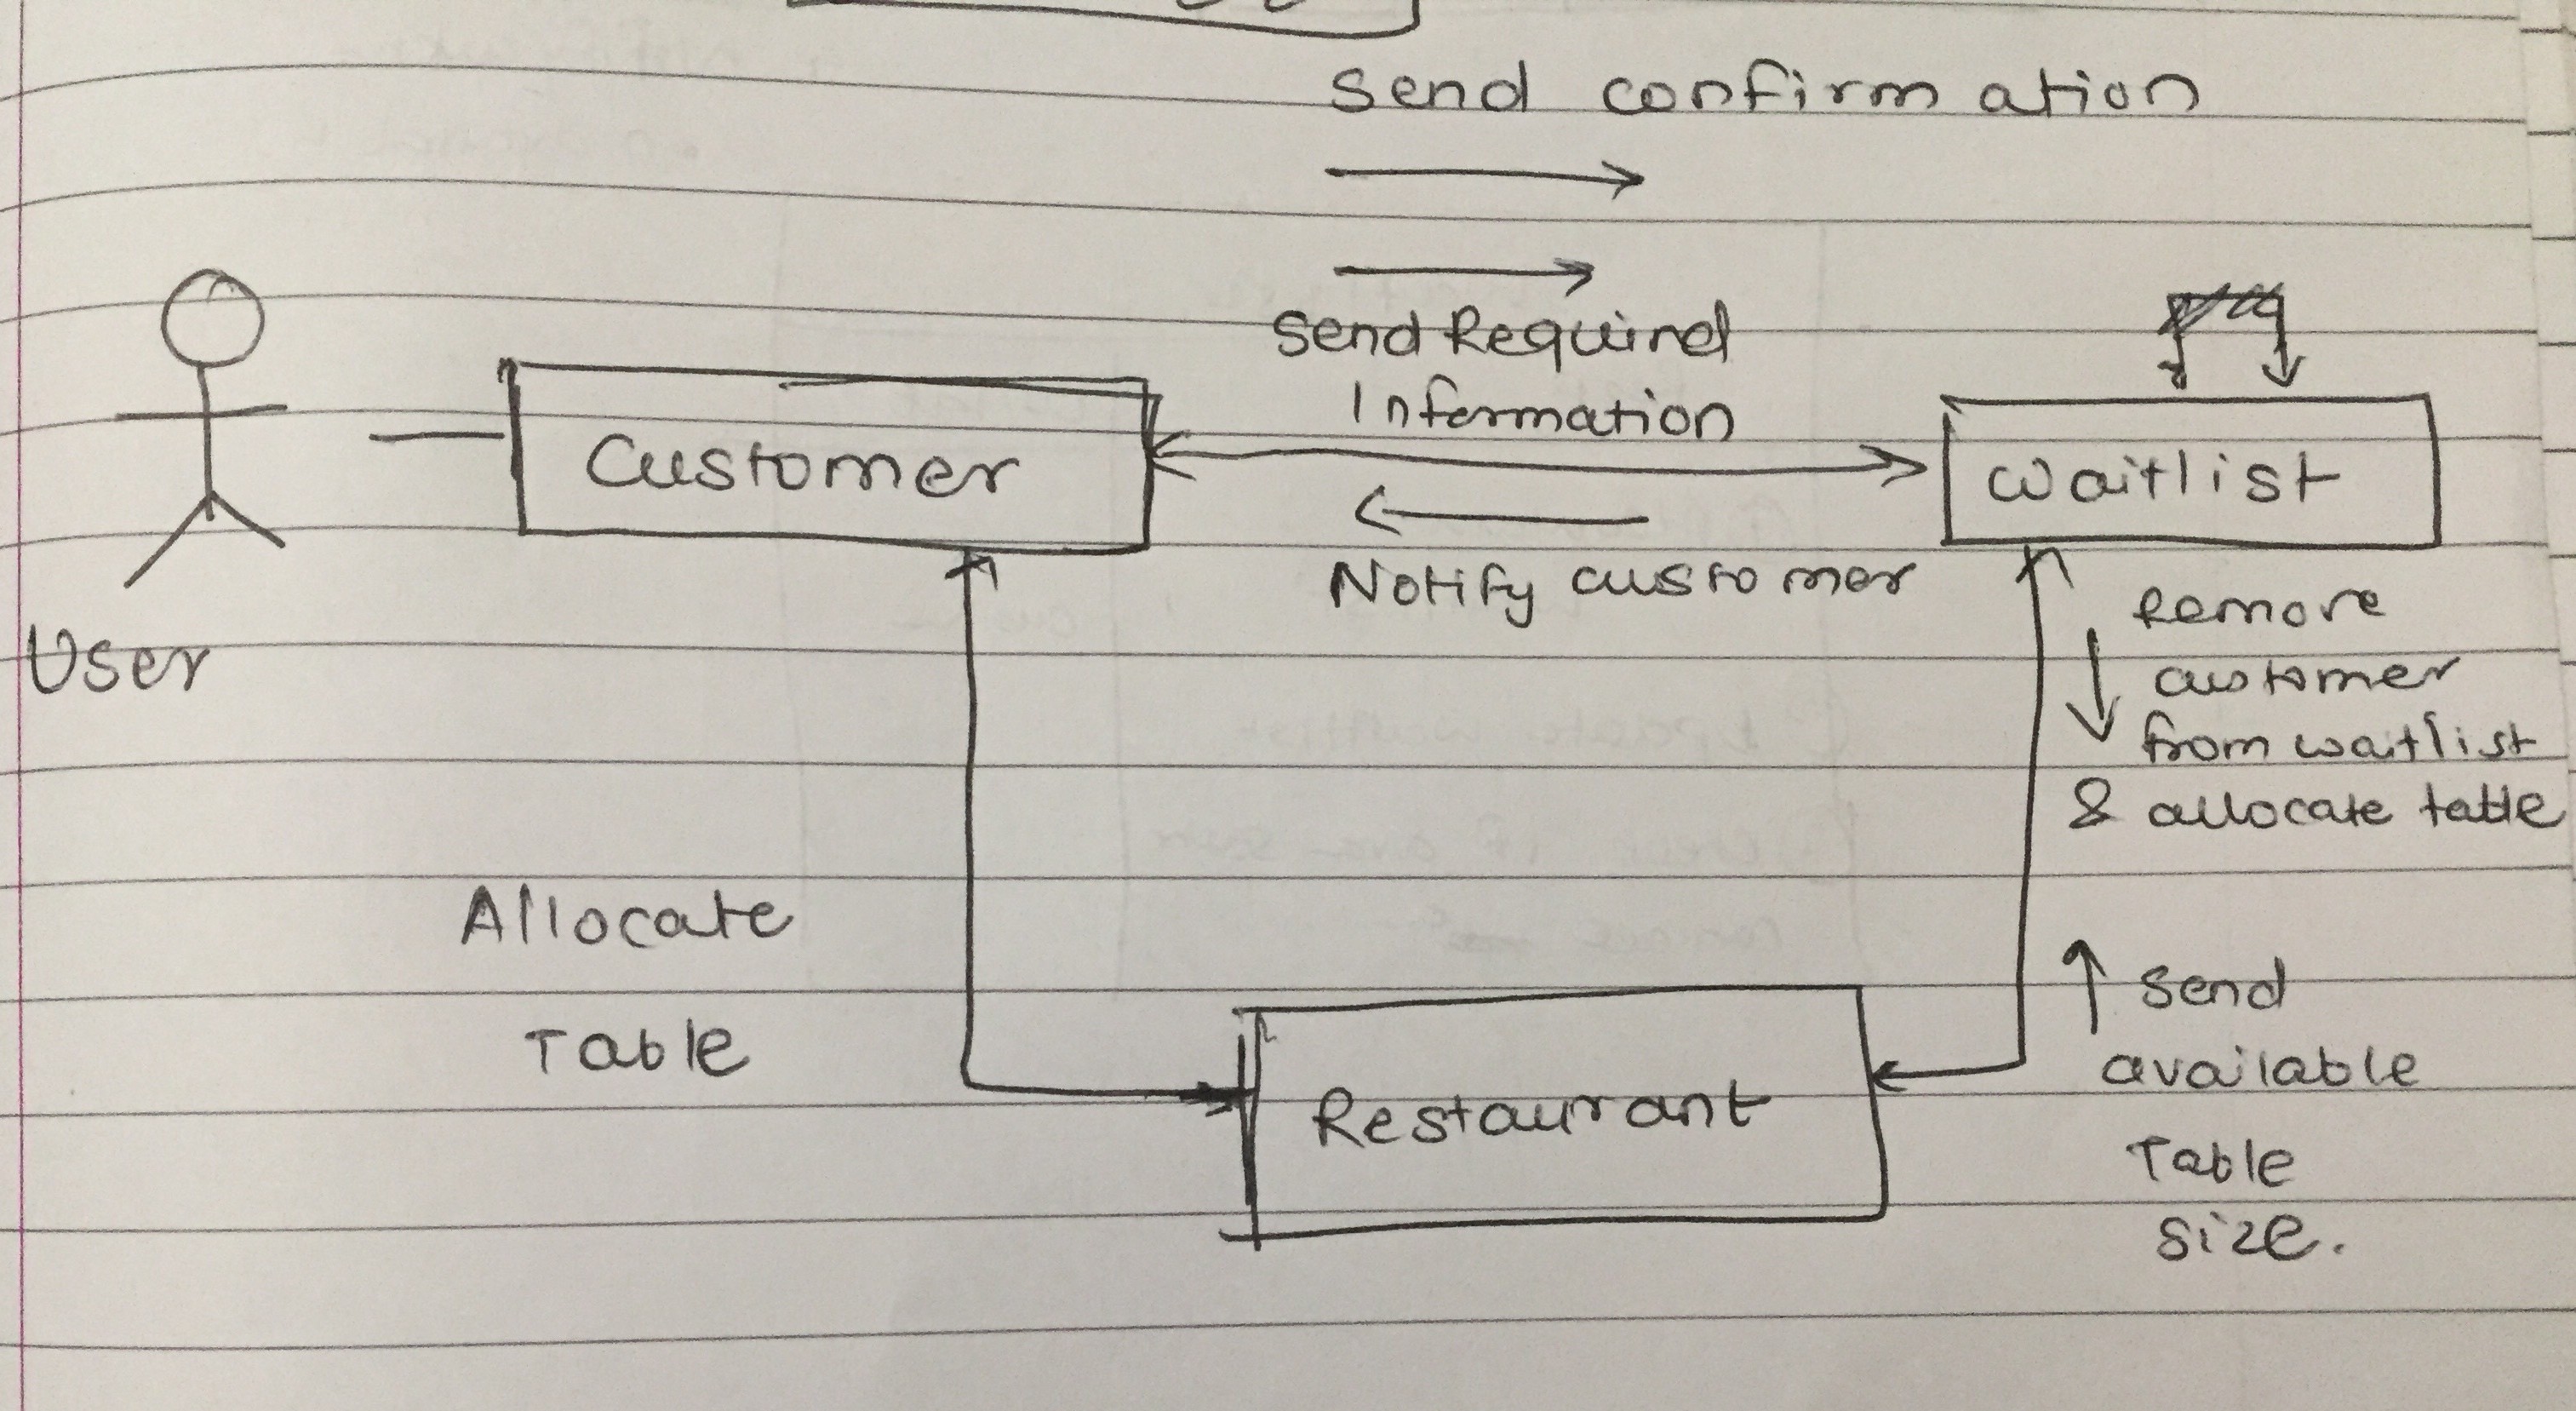 Send confirmation
Send Required
Information
Customer
Waitlist
Notify customer
User
Remove
customer
from waitlist
& allocate table
Allocate
Table
Send
available
Table
size.
Restaurant